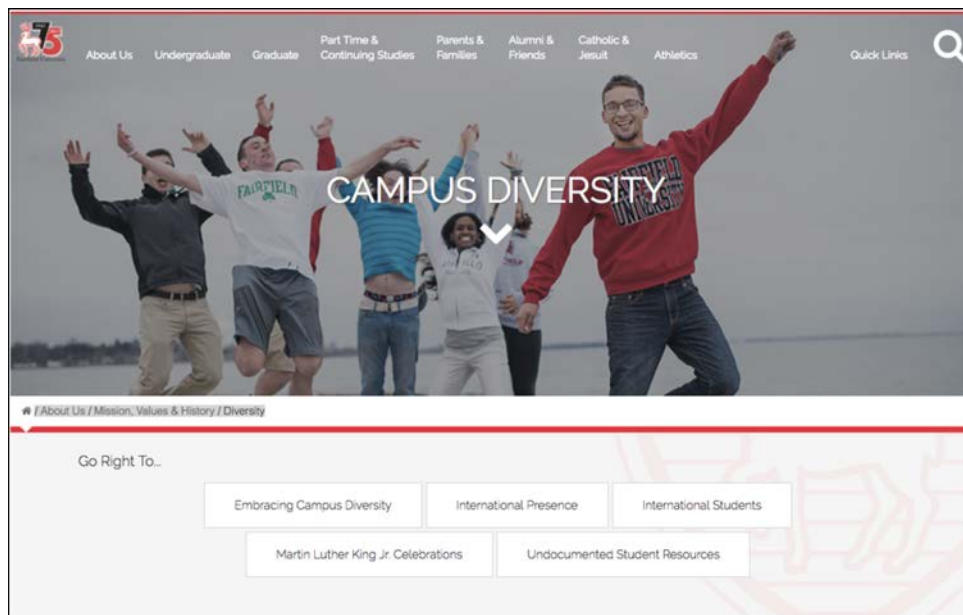 75
About Us
Undergraduate
Graduate
Part Time &
Continuing Studies
Parents &
Families
Alumni &
Friends
Catholic &
Jesuit
Athletics
Quick Links
FAIRFIELD
FAIRFIELD
UNIVERSITY
CAMPUS DIVERSITY
/ About Us / Mission, Values & History / Diversity
Go Right To...
Embracing Campus Diversity
International Presence
International Students
Martin Luther King Jr. Celebrations
Undocumented Student Resources